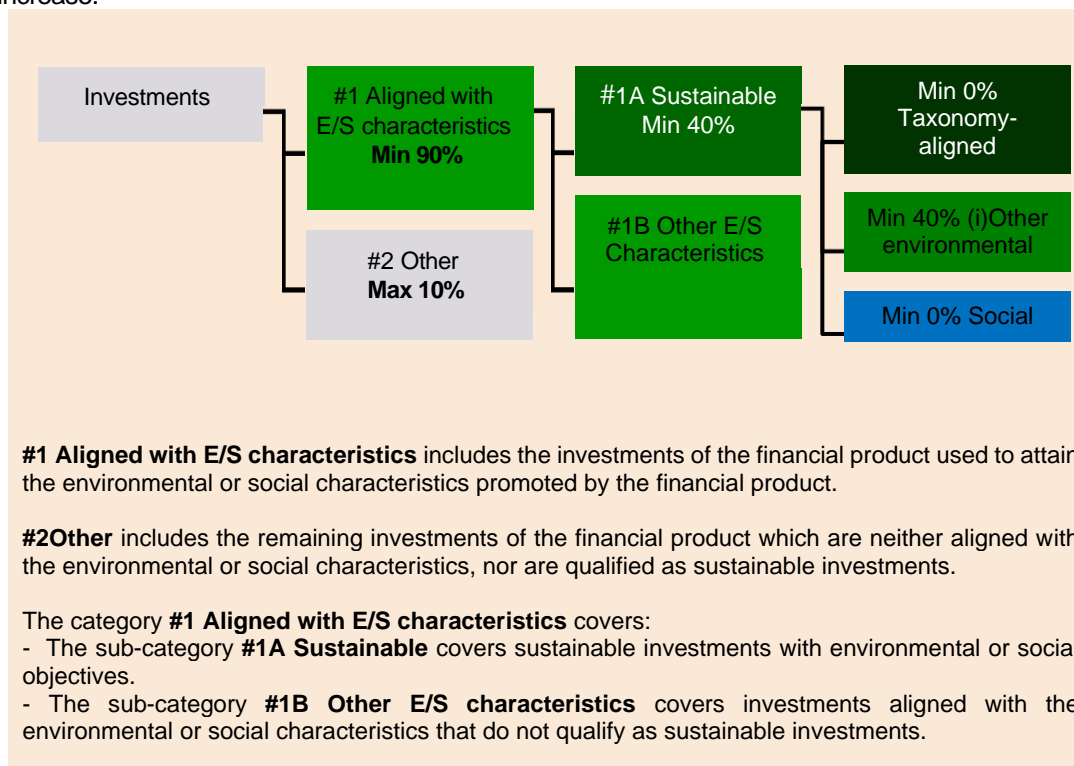 increase.
Investments
#1 Aligned with
E/S characteristics
Min 90%
#2 Other
Max 10%
#1A Sustainable
Min 40%
#1B Other E/S
Characteristics
Min 0%
Taxonomy-
aligned
Min 40% (i)Other
environmental
Min 0% Social
#1 Aligned with E/S characteristics includes the investments of the financial product used to attain
the environmental or social characteristics promoted by the financial product.
#2Other includes the remaining investments of the financial product which are neither aligned with
the environmental or social characteristics, nor are qualified as sustainable investments.
The category #1 Aligned with E/S characteristics covers:
- The sub-category #1A Sustainable covers sustainable investments with environmental or social
objectives.
- The sub-category #1B Other E/S characteristics covers investments aligned with the
environmental or social characteristics that do not qualify as sustainable investments.